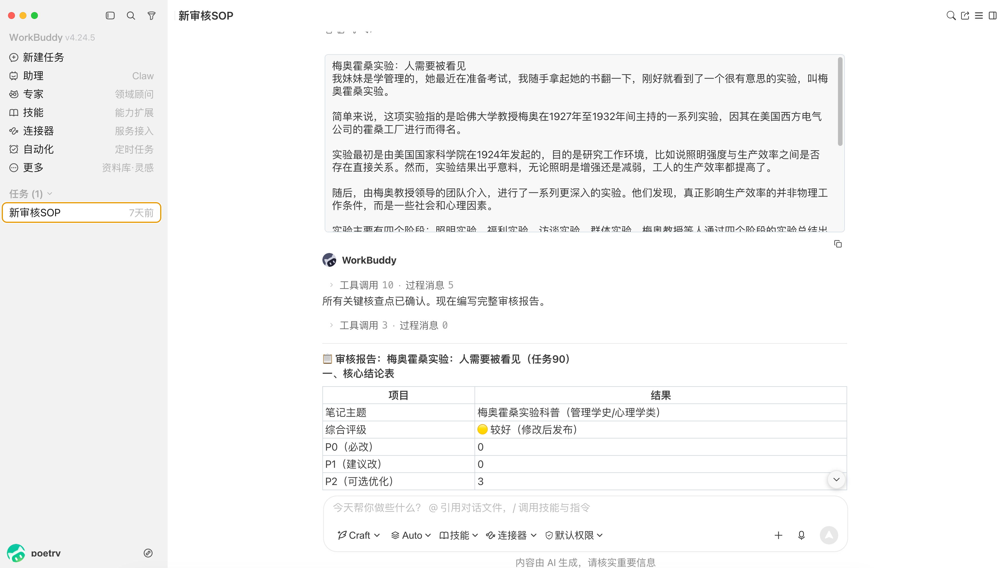 WorkBuddy v4.24.5
新建任务
助理 Claw
专家 领域顾问
技能 能力扩展
连接器 服务接入
自动化 定时任务
更多 资料库·灵感
任务 (1)
新审核SOP 7天前
poetry
新审核SOP
梅奥霍桑实验：人需要被看见
我妹妹是学管理的，她最近在准备考试，我随手拿起她的书翻一下，刚好就看到了一个很有意思的实验，叫梅
奥霍桑实验。
简单来说，这项实验指的是哈佛大学教授梅奥在1927年至1932年间主持的一系列实验，因其在美国西方电气
公司的霍桑工厂进行而得名。
实验最初是由美国国家科学院在1924年发起的，目的是研究工作环境，比如说照明强度与生产效率之间是否
存在直接关系。然而，实验结果出乎意料，无论照明是增强还是减弱，工人的生产效率都提高了。
随后，由梅奥教授领导的团队介入，进行了一系列更深入的实验。他们发现，真正影响生产效率的并非物理工
作条件，而是一些社会和心理因素。
实验主要有四个阶段：照明实验、福利实验、访谈实验、群体实验。梅奥教授等人通过四个阶段的实验总结出
WorkBuddy
工具调用 10 · 过程消息 5
所有关键核查点已确认。现在编写完整审核报告。
工具调用 3 · 过程消息 0
审核报告：梅奥霍桑实验：人需要被看见（任务90）
一、核心结论表
项目 结果
笔记主题 梅奥霍桑实验科普（管理学史/心理学类）
综合评级 较好（修改后发布）
P0（必改） 0
P1（建议改） 0
P2（可选优化） 3
今天帮你做些什么？ @ 引用对话文件，/ 调用技能与指令
Craft Auto 技能 连接器 默认权限
内容由 AI 生成，请核实重要信息